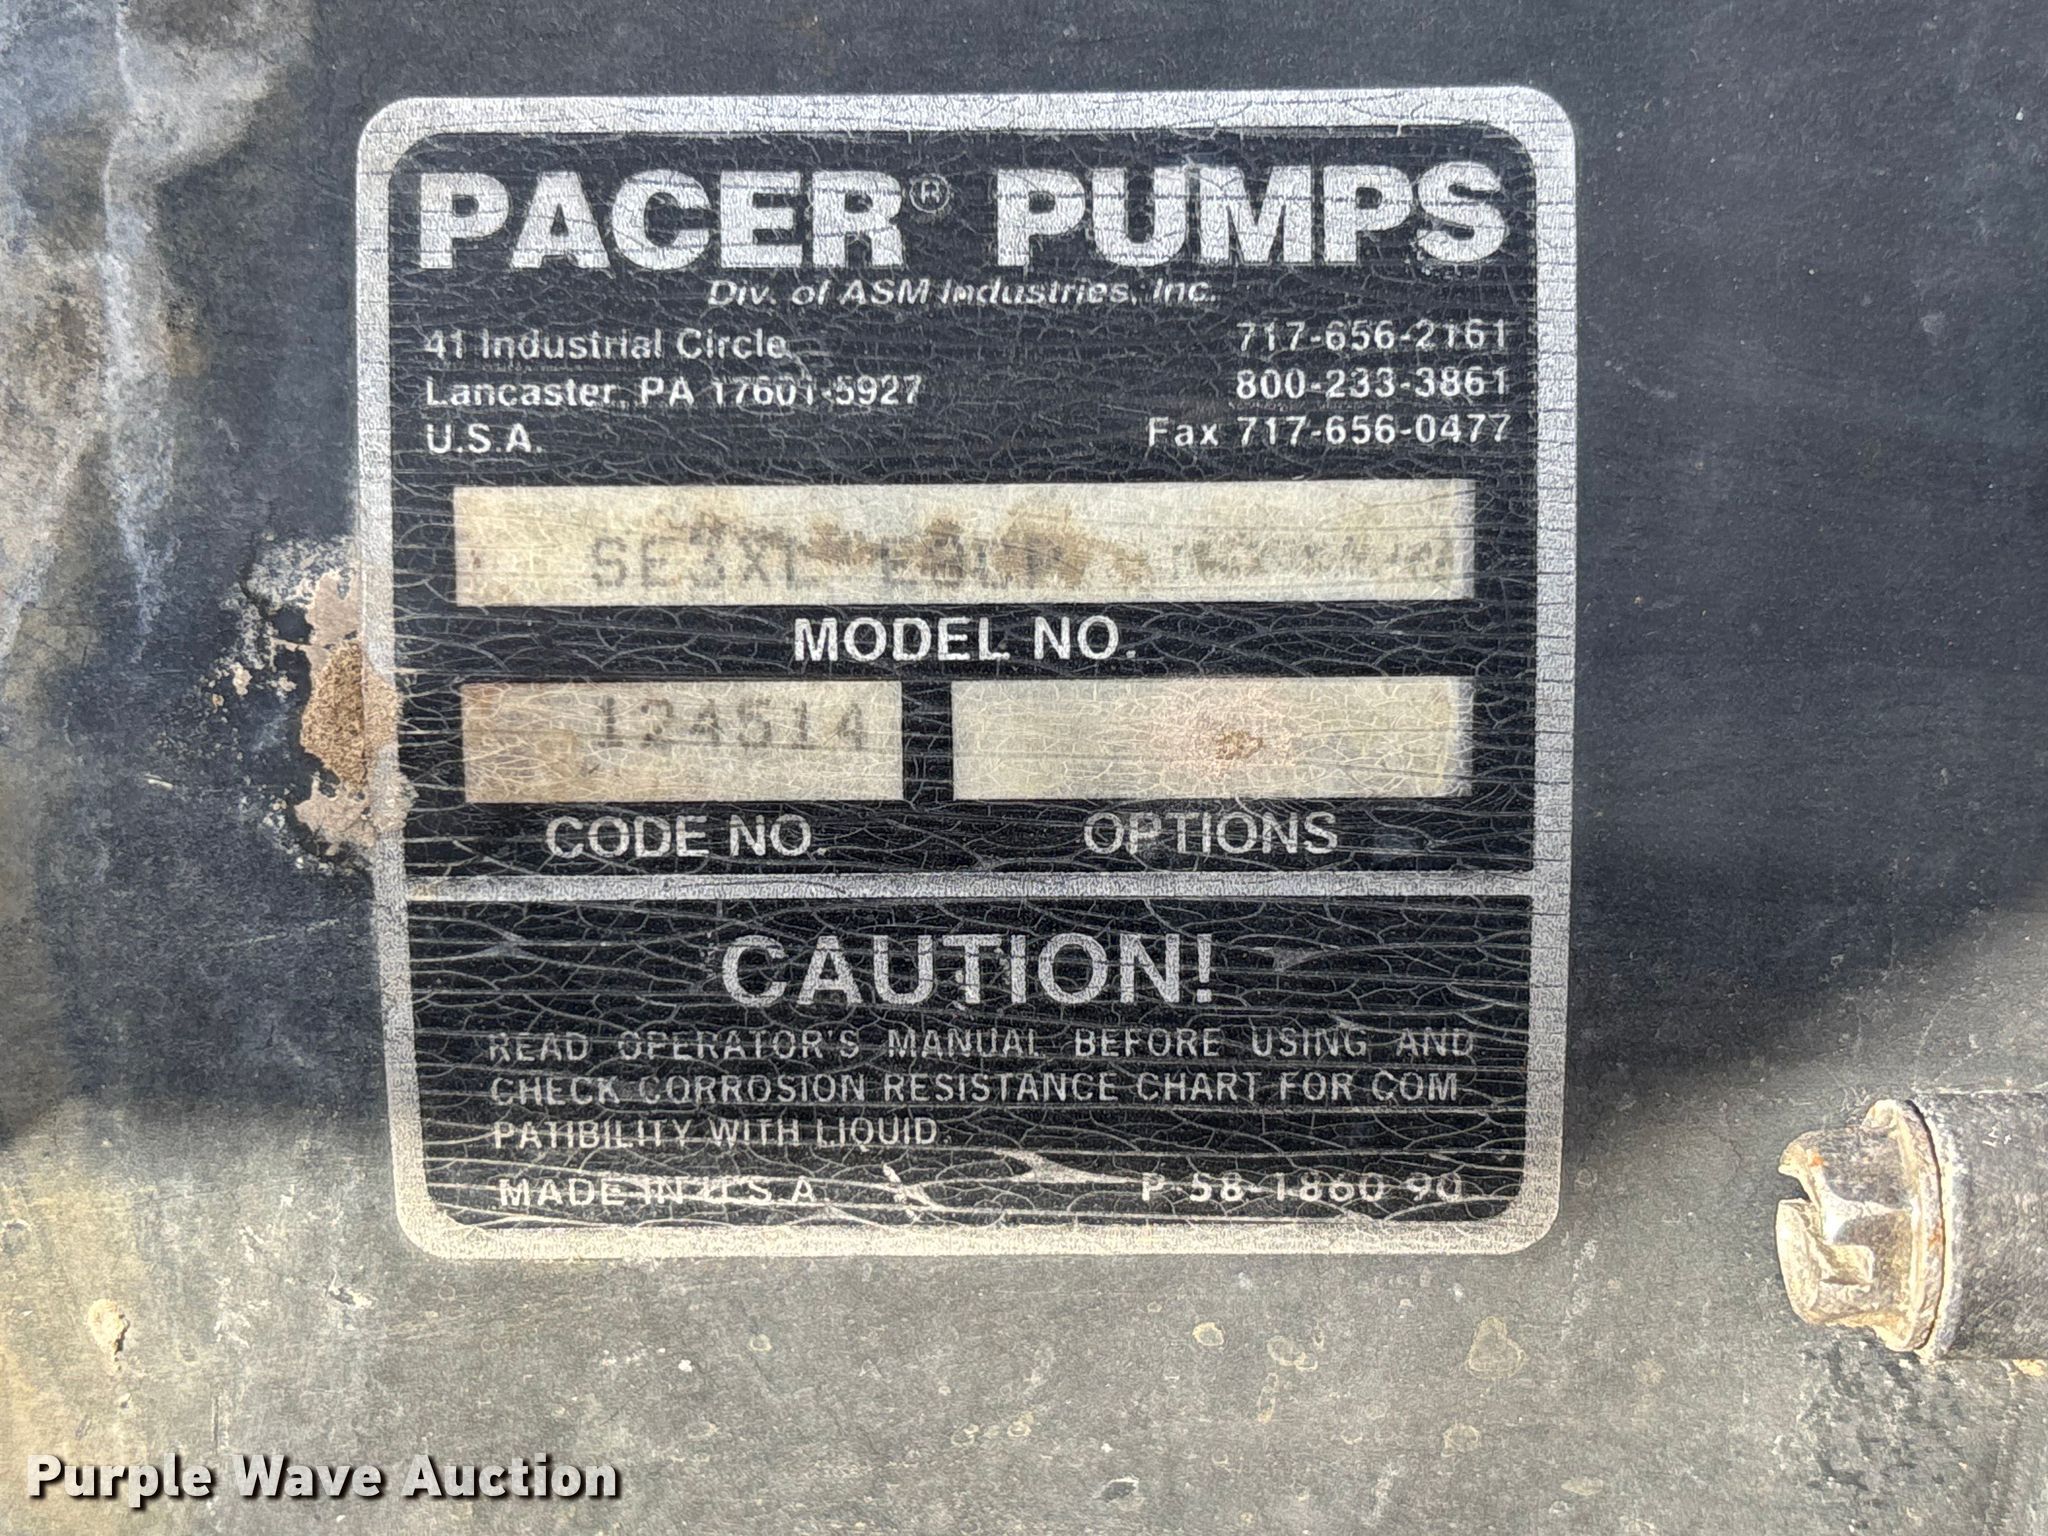 PACER® PUMPS
Div. of ASM Industries, Inc.
41 Industrial Circle 717-656-2161
Lancaster, PA 17601-5927 800-233-3861
U.S.A. Fax 717-656-0477
SE3XL
MODEL NO.
124514
CODE NO. OPTIONS
CAUTION!
READ OPERATOR'S MANUAL BEFORE USING AND
CHECK CORROSION RESISTANCE CHART FOR COM
PATIBILITY WITH LIQUID.
MADE IN U.S.A. P-58-1860 90
Purple Wave Auction